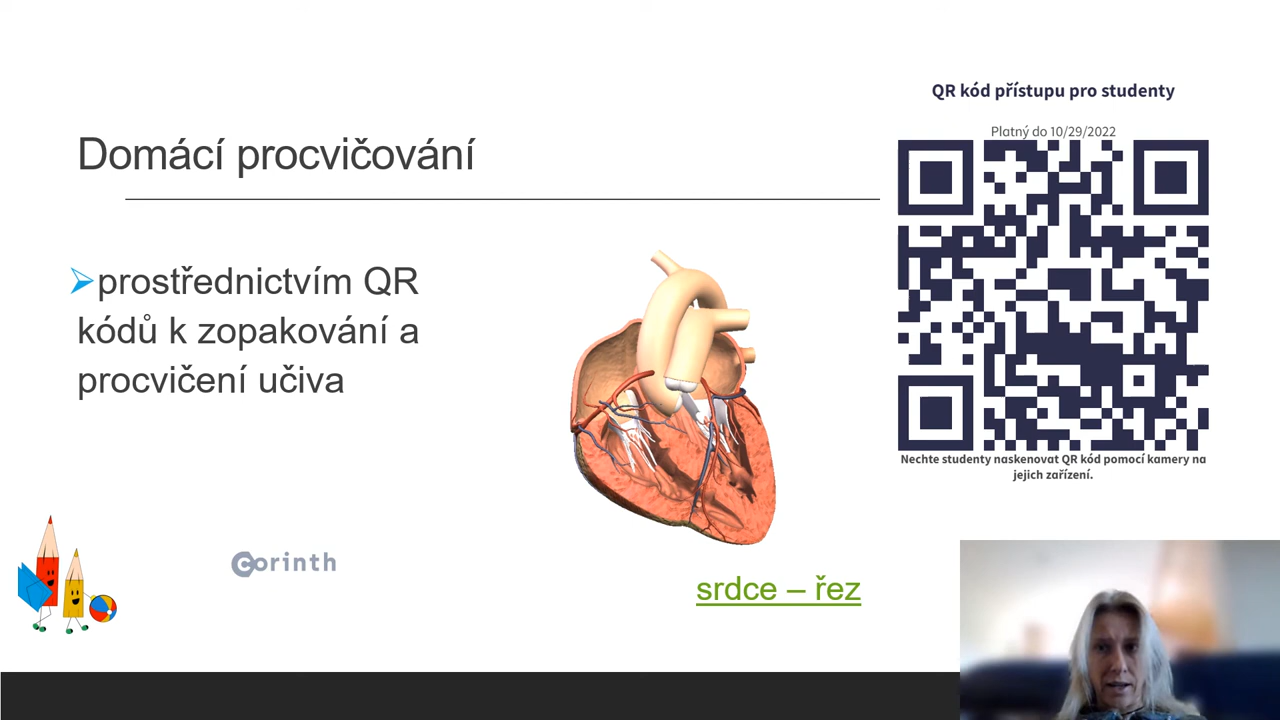 QR kód přístupu pro studenty
Platný do 10/29/2022
Domácí procvičování
prostřednictvím QR
kódů k zopakování a
procvičení učiva
Nechte studenty naskenovat QR kód pomocí kamery na
jejich zařízení.
corinth
srdce – řez